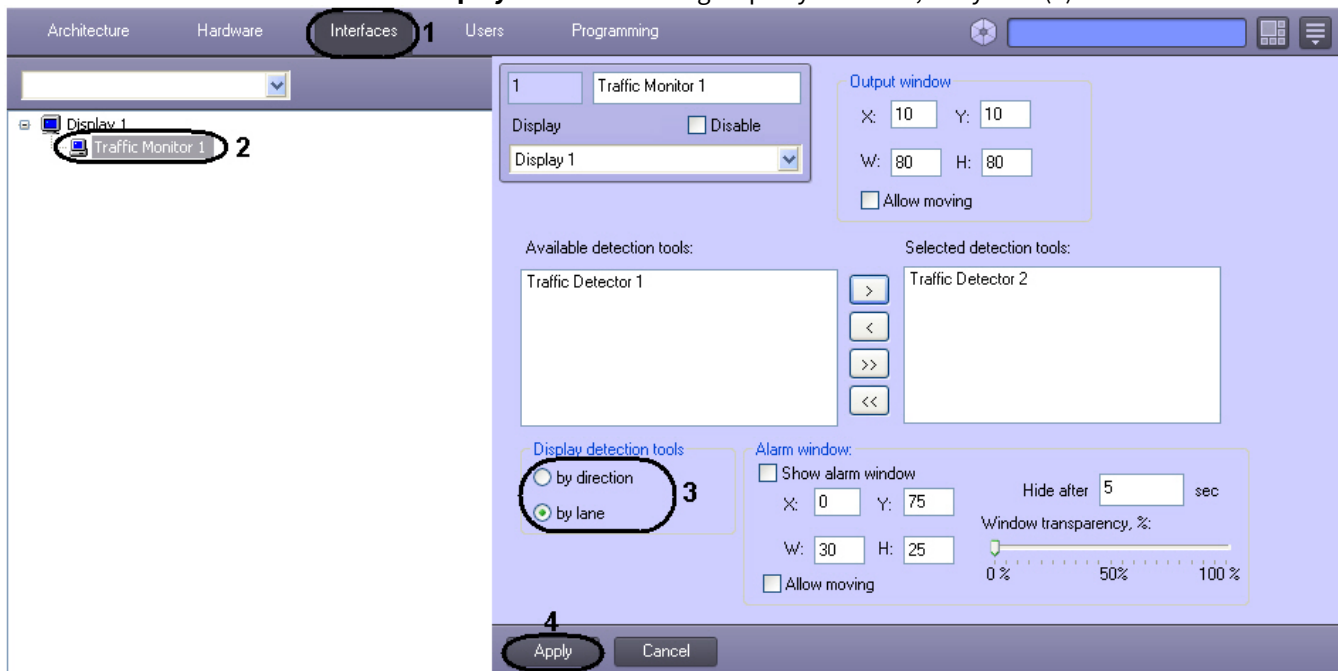 Architecture Hardware Interfaces 1 Users Programming
1 Traffic Monitor 1
Display Disable
Display 1
Output window
X: 10 Y: 10
W: 80 H: 80
Allow moving
Display 1
Traffic Monitor 1 2
Available detection tools:
Traffic Detector 1
>
<
>>
<<
Selected detection tools:
Traffic Detector 2
Display detection tools
by direction
by lane
3
Alarm window:
Show alarm window
X: 0 Y: 75
W: 30 H: 25
Allow moving
Hide after 5 sec
Window transparency, %:
0 % 50% 100 %
4
Apply Cancel